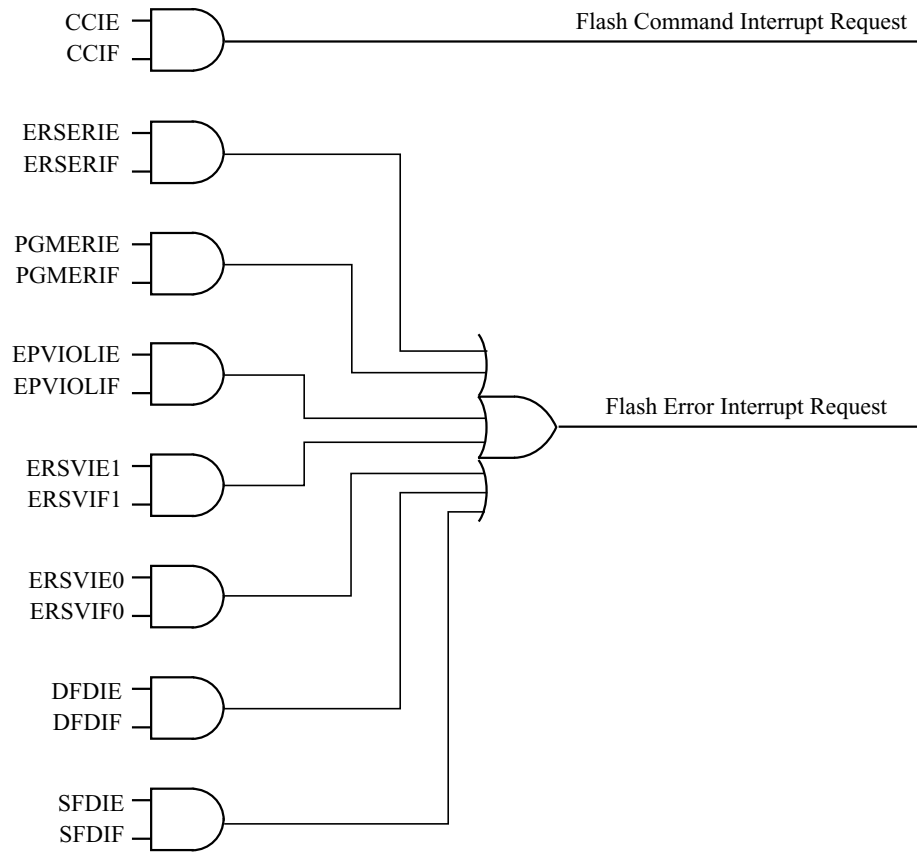 CCIE
CCIF
Flash Command Interrupt Request
ERSERIE
ERSERIF
PGMERIE
PGMERIF
EPVIOLIE
EPVIOLIF
Flash Error Interrupt Request
ERSVIE1
ERSVIF1
ERSVIE0
ERSVIF0
DFDIE
DFDIF
SFDIE
SFDIF